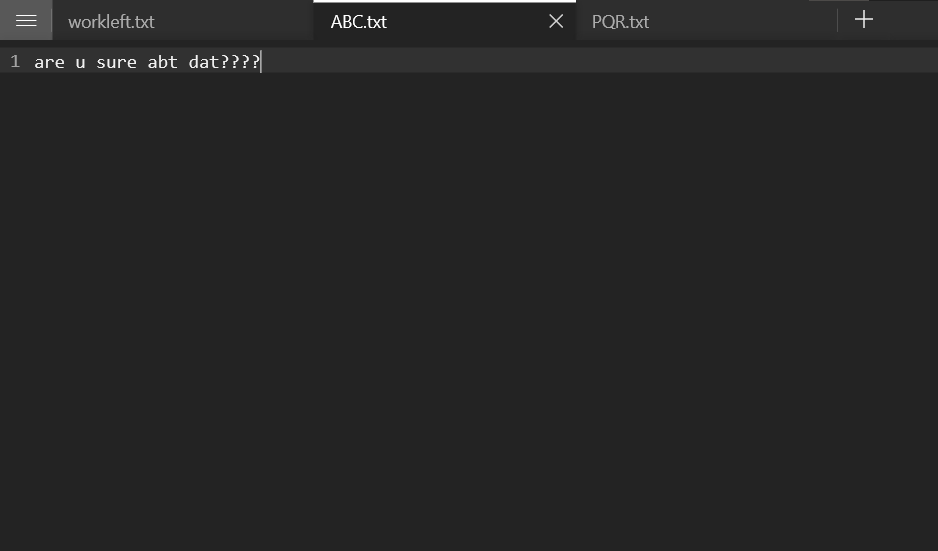 workleft.txt ABC.txt PQR.txt
1 are u sure abt dat????